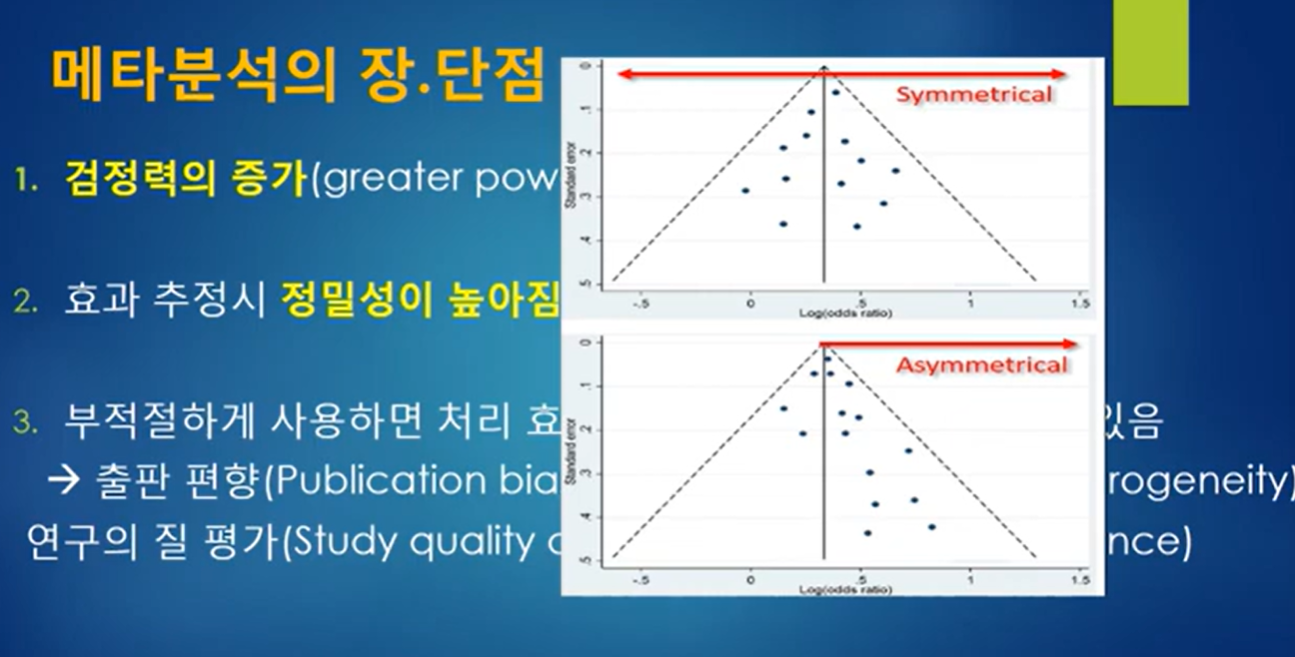 메타분석의 장.단점
1. 검정력의 증가(greater pow
2. 효과 추정시 정밀성이 높아짐
3. 부적절하게 사용하면 처리 효 있음
→ 출판 편향(Publication bia rogeneity)
연구의 질 평가(Study quality nce)
Symmetrical
Standard error
0
.1
.2
.3
.4
.5
-.5 0 .5 1 1.5
Log(odds ratio)
Asymmetrical
Standard error
0
.1
.2
.3
.4
.5
-.5 0 .5 1 1.5
Log(odds ratio)